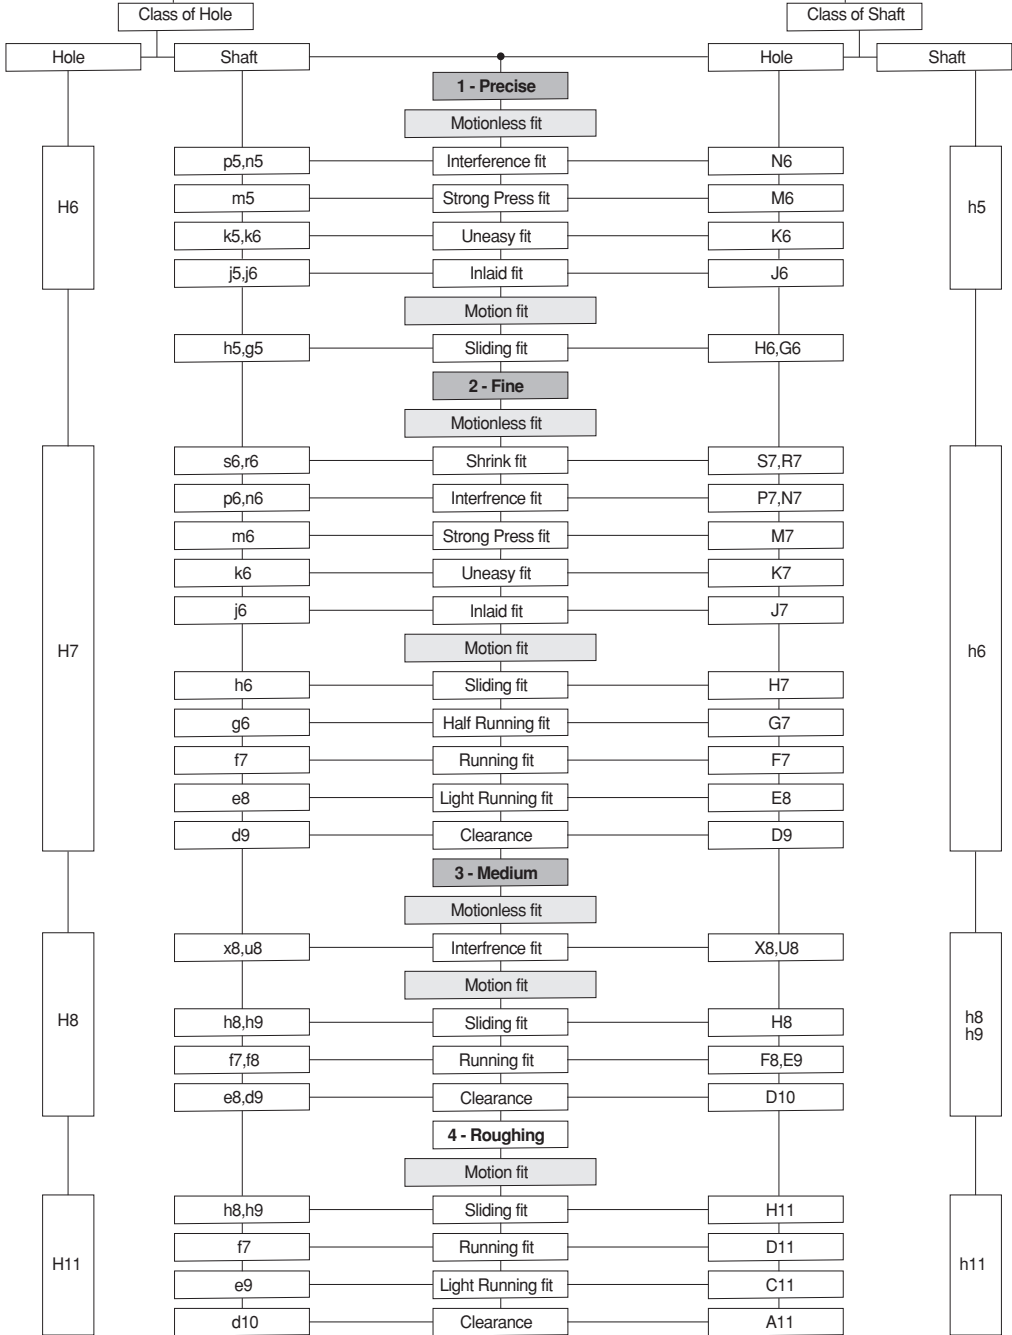 Class of Hole
Class of Shaft
Hole Shaft Hole Shaft
1 - Precise
Motionless fit
p5,n5 Interference fit N6
H6 m5 Strong Press fit M6 h5
k5,k6 Uneasy fit K6
j5,j6 Inlaid fit J6
Motion fit
h5,g5 Sliding fit H6,G6
2 - Fine
Motionless fit
s6,r6 Shrink fit S7,R7
p6,n6 Interfrence fit P7,N7
m6 Strong Press fit M7
k6 Uneasy fit K7
j6 Inlaid fit J7
H7 Motion fit h6
h6 Sliding fit H7
g6 Half Running fit G7
f7 Running fit F7
e8 Light Running fit E8
d9 Clearance D9
3 - Medium
Motionless fit
x8,u8 Interfrence fit X8,U8
Motion fit
H8 h8,h9 Sliding fit H8 h8
h9
f7,f8 Running fit F8,E9
e8,d9 Clearance D10
4 - Roughing
Motion fit
h8,h9 Sliding fit H11
f7 Running fit D11
H11 h11
e9 Light Running fit C11
d10 Clearance A11